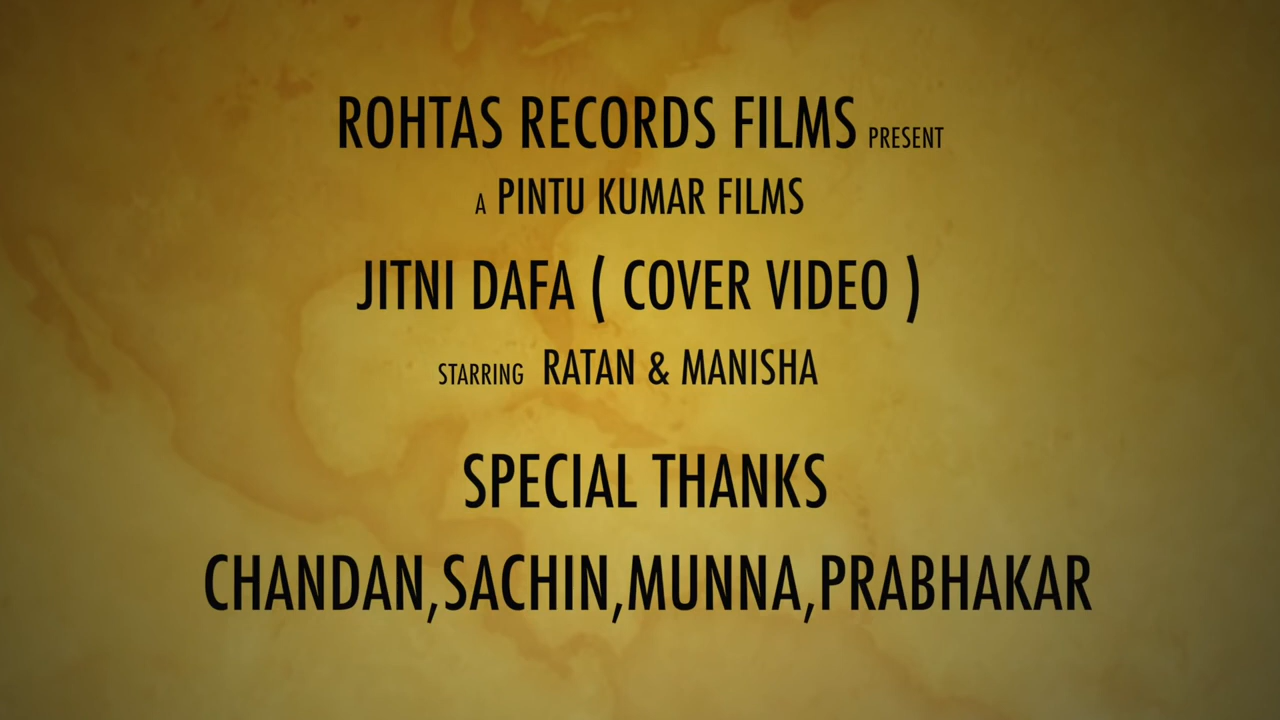 ROHTAS RECORDS FILMS PRESENT
A PINTU KUMAR FILMS
JITNI DAFA ( COVER VIDEO )
STARRING RATAN & MANISHA
SPECIAL THANKS
CHANDAN,SACHIN,MUNNA,PRABHAKAR